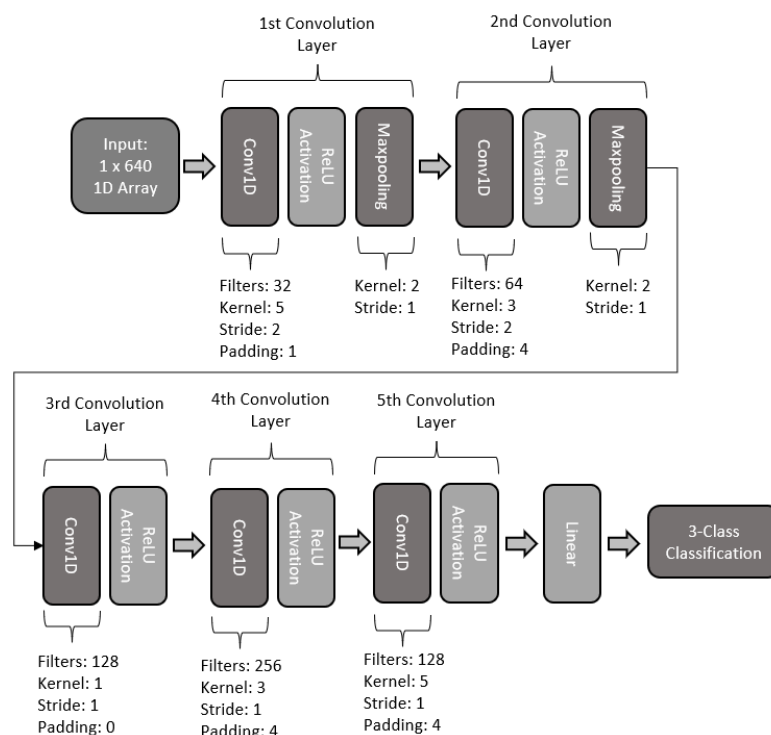 1st Convolution
Layer
2nd Convolution
Layer
Input:
1 x 640
1D Array
Conv1D
ReLU
Activation
Maxpooling
Conv1D
ReLU
Activation
Maxpooling
Filters: 32
Kernel: 5
Stride: 2
Padding: 1
Kernel: 2
Stride: 1
Filters: 64
Kernel: 3
Stride: 2
Padding: 4
Kernel: 2
Stride: 1
3rd Convolution
Layer
4th Convolution
Layer
5th Convolution
Layer
Conv1D
ReLU
Activation
Conv1D
ReLU
Activation
Conv1D
ReLU
Activation
Linear
3-Class
Classification
Filters: 128
Kernel: 1
Stride: 1
Padding: 0
Filters: 256
Kernel: 3
Stride: 1
Padding: 4
Filters: 128
Kernel: 5
Stride: 1
Padding: 4